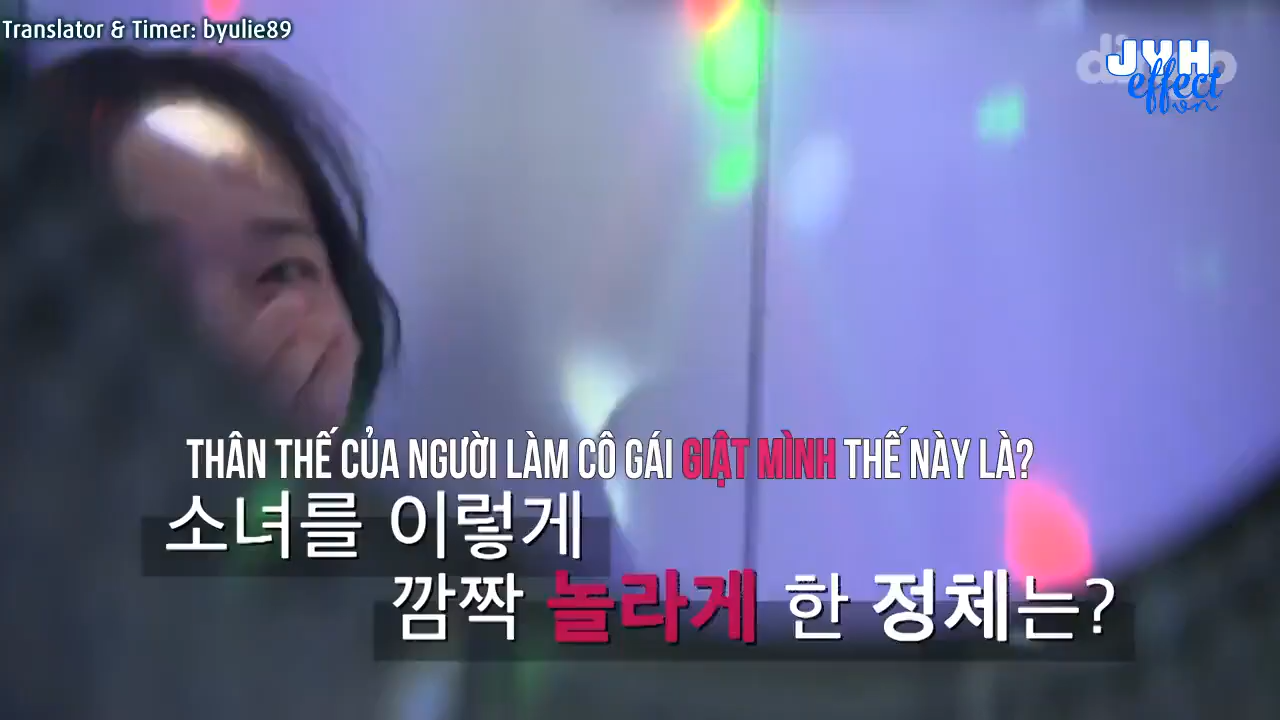 Translator & Timer: byulie89
JYH
effect
von
THÂN THẾ CỦA NGƯỜI LÀM CÔ GÁI GIẬT MÌNH THẾ NÀY LÀ?
소녀를 이렇게
깜짝 놀라게 한 정체는?